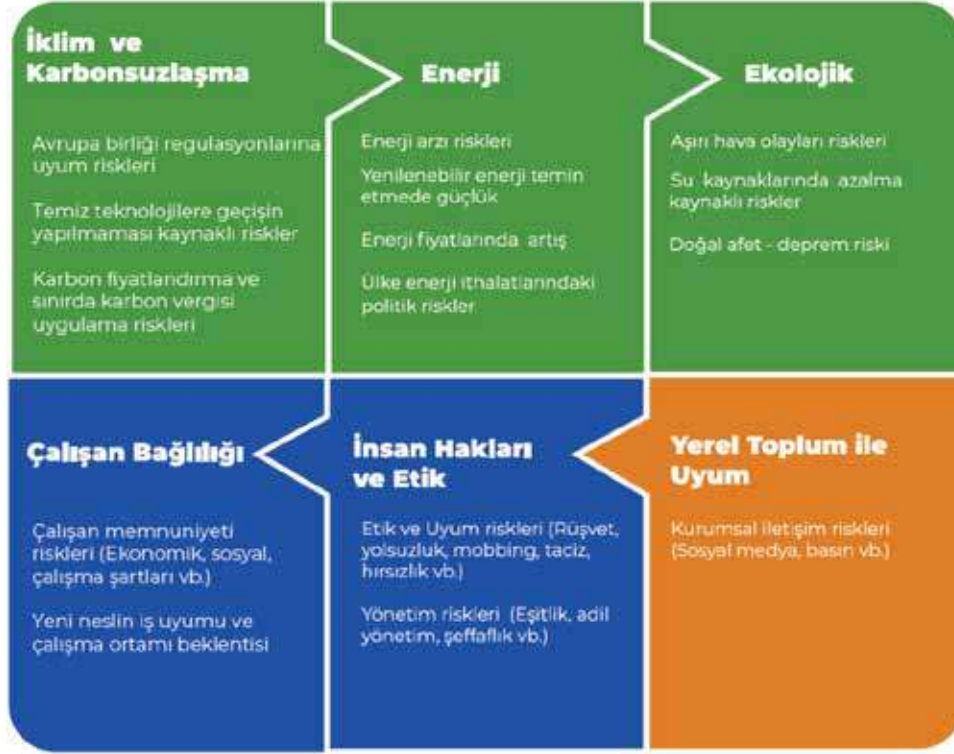 İklim ve
Karbonsuzlaşma
Avrupa birliği regulasyonlarına
uyum riskleri
Temiz teknolojilere geçişin
yapılmaması kaynaklı riskler
Karbon fiyatlandırma ve
sınırda karbon vergisi
uygulama riskleri
Enerji
Enerji arzı riskleri
Yenilenebilir enerji temin
etmede güçlük
Enerji fiyatlarında artış
Ülke enerji ithalatlarındaki
politik riskler
Ekolojik
Aşırı hava olayları riskleri
Su kaynaklarında azalma
kaynaklı riskler
Doğal afet - deprem riski
Çalışan Bağlılığı
Çalışan memnuniyeti
riskleri (Ekonomik, sosyal,
çalışma şartları vb.)
Yeni neslin iş uyumu ve
çalışma ortamı beklentisi
İnsan Hakları
ve Etik
Etik ve Uyum riskleri (Rüşvet,
yolsuzluk, mobbing, taciz,
hırsızlık vb.)
Yönetim riskleri (Eşitlik, adil
yönetim, şeffaflık vb.)
Yerel Toplum ile
Uyum
Kurumsal iletişim riskleri
(Sosyal medya, basın vb.)